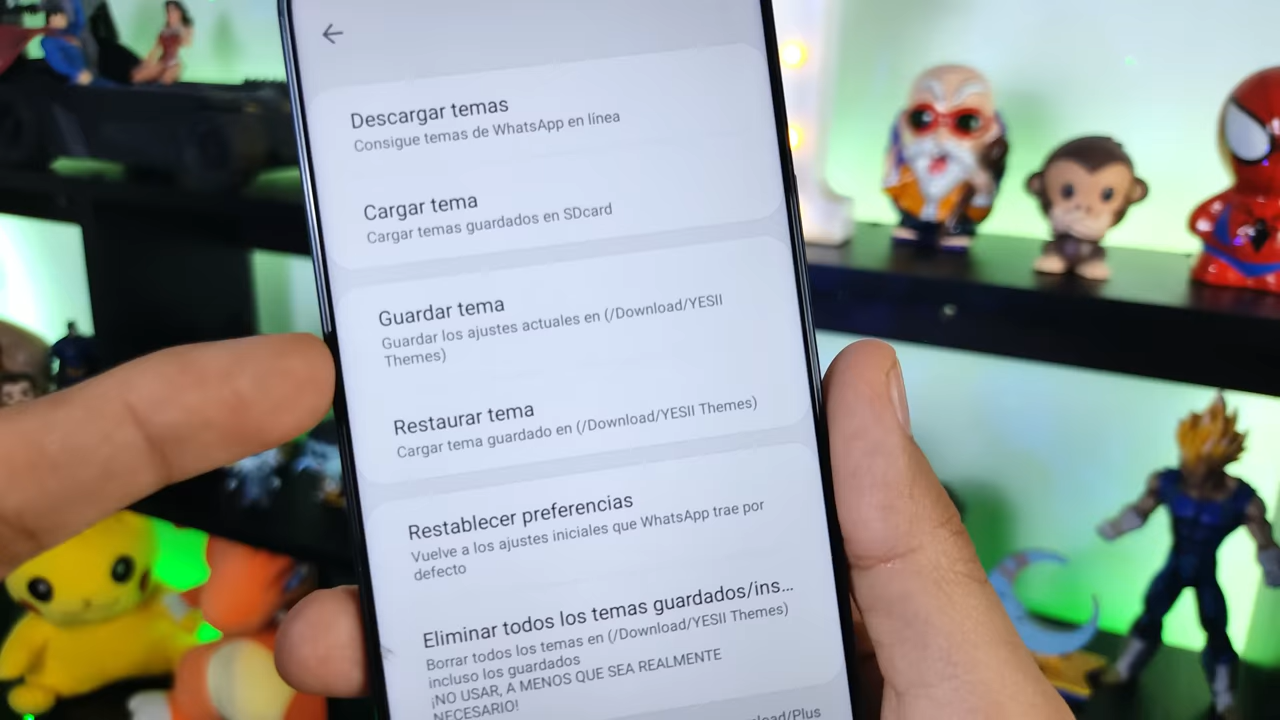 Descargar temas
Consigue temas de WhatsApp en línea
Cargar tema
Cargar temas guardados en SDcard
Guardar tema
Guardar los ajustes actuales en (/Download/YESII
Themes)
Restaurar tema
Cargar tema guardado en (/Download/YESII Themes)
Restablecer preferencias
Vuelve a los ajustes iniciales que WhatsApp trae por
defecto
Eliminar todos los temas guardados/ins...
Borrar todos los temas en (/Download/YESII Themes)
incluso los guardados
¡NO USAR, A MENOS QUE SEA REALMENTE
NECESARIO!
/Plus